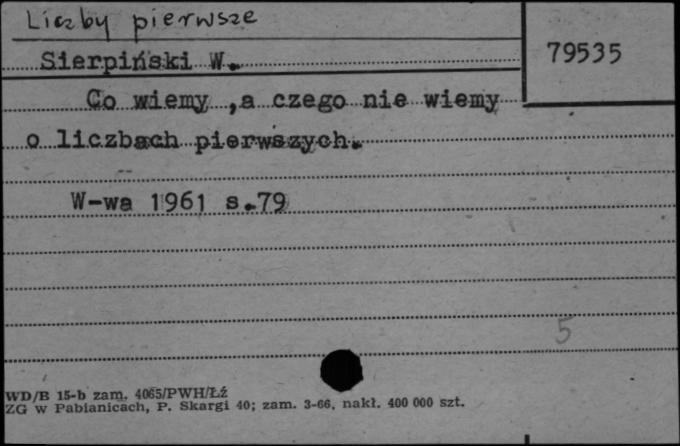 Liczby pierwsze
Sierpiński W.
79535
Co wiemy ,a czego nie wiemy
o liczbach pierwszych.
W-wa 1961 s.79
5
WD/B 15-b zam. 4065/PWH/Łź
ZG w Pabianicach, P. Skargi 40; zam. 3-66, nakł. 400 000 szt.